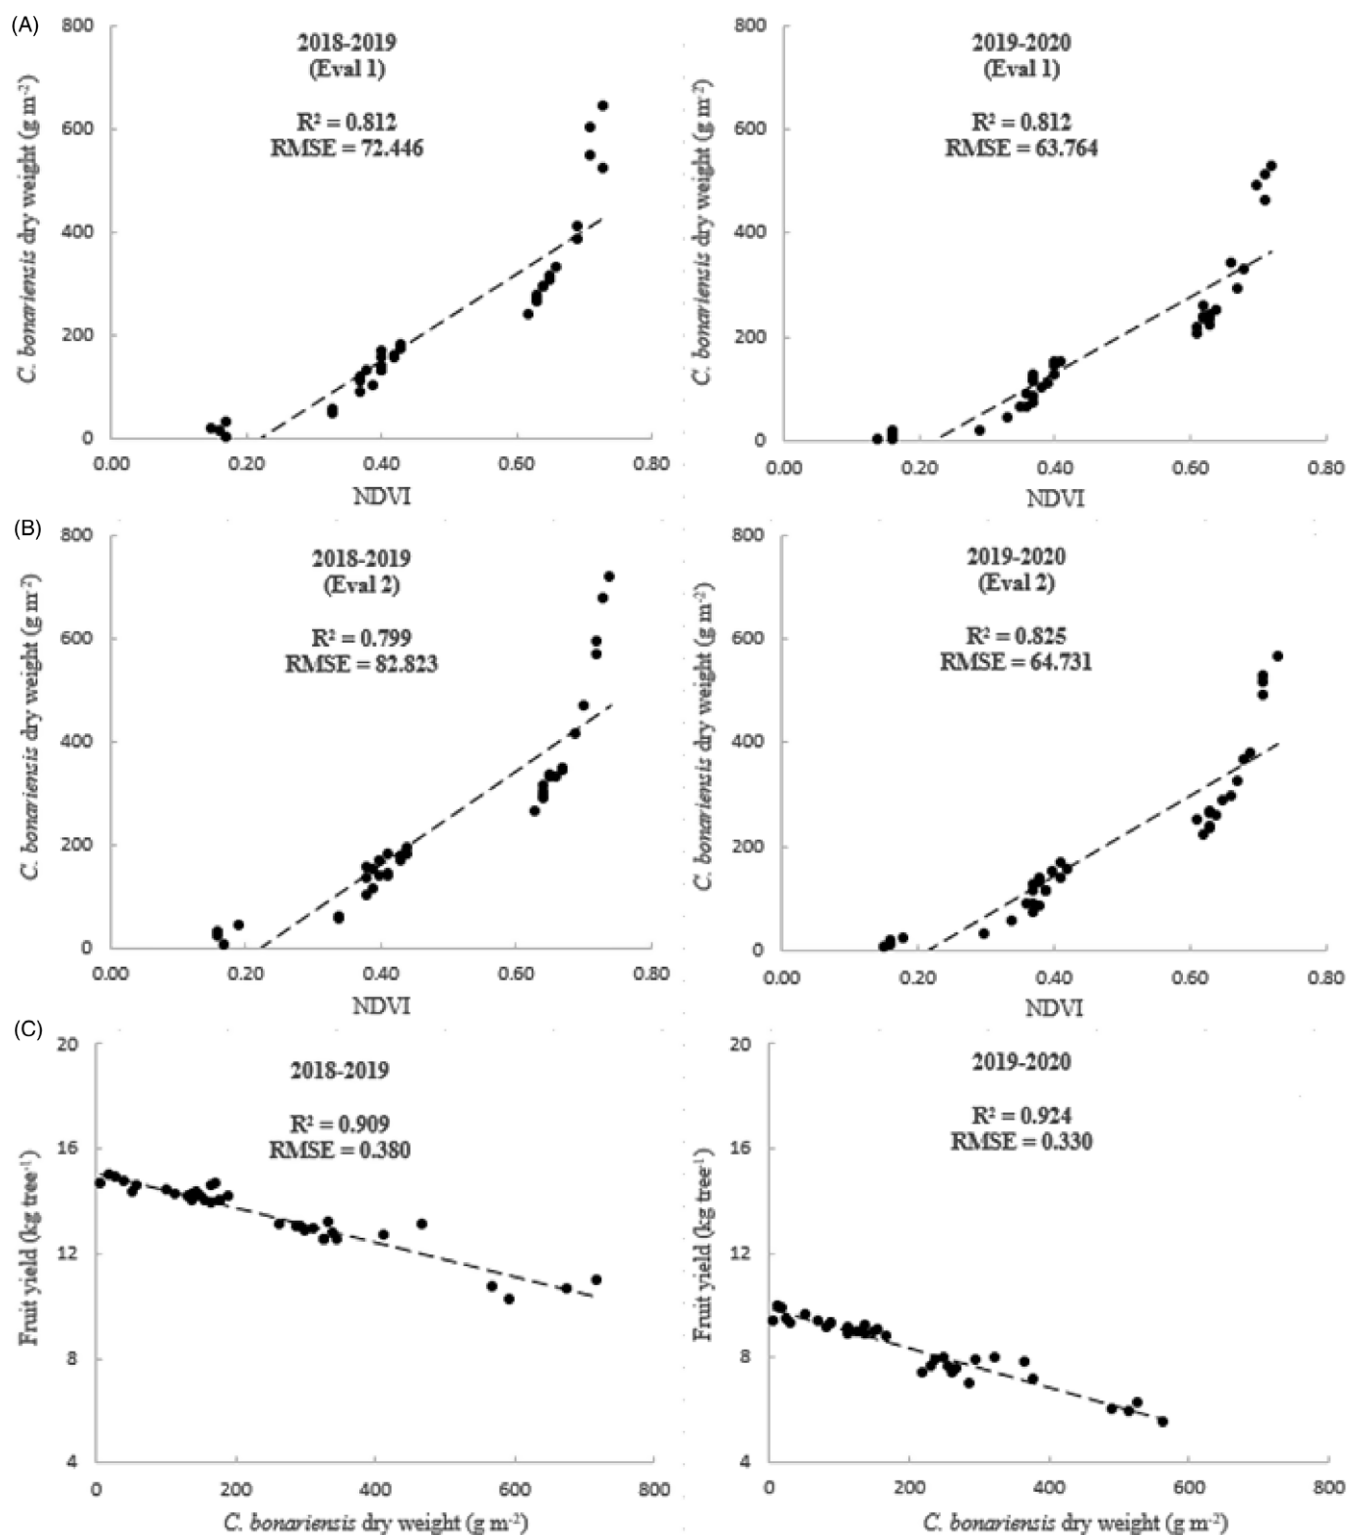 (A)
800
600
400
200
0
C. bonariensis dry weight (g m-2)
2018-2019
(Eval 1)
R² = 0.812
RMSE = 72.446
0.00 0.20 0.40 0.60 0.80
NDVI
800
600
400
200
0
C. bonariensis dry weight (g m-2)
2019-2020
(Eval 1)
R² = 0.812
RMSE = 63.764
0.00 0.20 0.40 0.60 0.80
NDVI
(B)
800
600
400
200
0
C. bonariensis dry weight (g m-2)
2018-2019
(Eval 2)
R² = 0.799
RMSE = 82.823
0.00 0.20 0.40 0.60 0.80
NDVI
800
600
400
200
0
C. bonariensis dry weight (g m-2)
2019-2020
(Eval 2)
R² = 0.825
RMSE = 64.731
0.00 0.20 0.40 0.60 0.80
NDVI
(C)
20
16
12
8
4
Fruit yield (kg tree-1)
2018-2019
R² = 0.909
RMSE = 0.380
0 200 400 600 800
C. bonariensis dry weight (g m-2)
20
16
12
8
4
Fruit yield (kg tree-1)
2019-2020
R² = 0.924
RMSE = 0.330
0 200 400 600 800
C. bonariensis dry weight (g m-2)